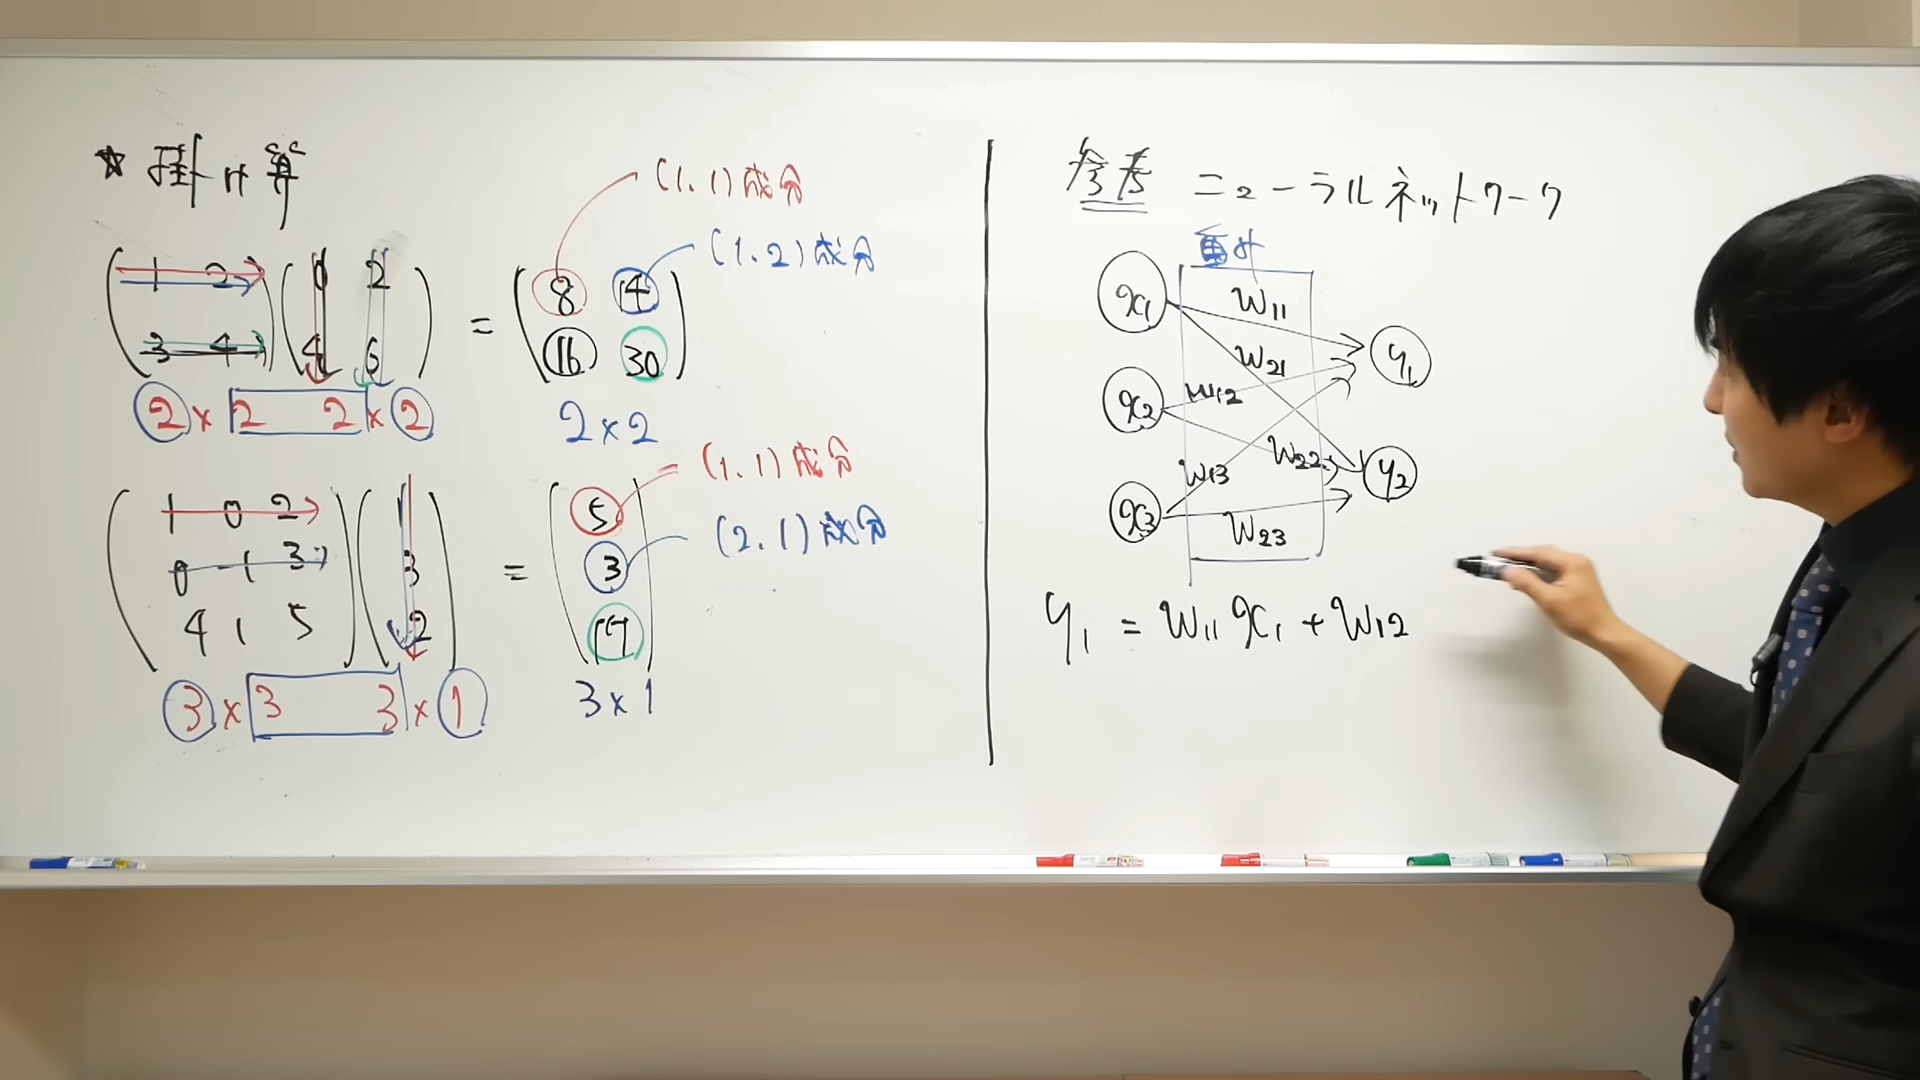 ★ 掛け算
(1,1)成分
(1,2)成分
1 2 0 2 = 8 14
3 4 4 6 16 30
2×2 2×2 2×2
(1,1)成分
(2,1)成分
1 0 2 1 = 5
0 -1 3 3 3
4 1 5 2 17
3×3 3×1 3×1
参考 ニューラルネットワーク
重み
x1 w11 y1
w21
x2 w12
w22 y2
w13
x3 w23
y1 = w11 x1 + w12